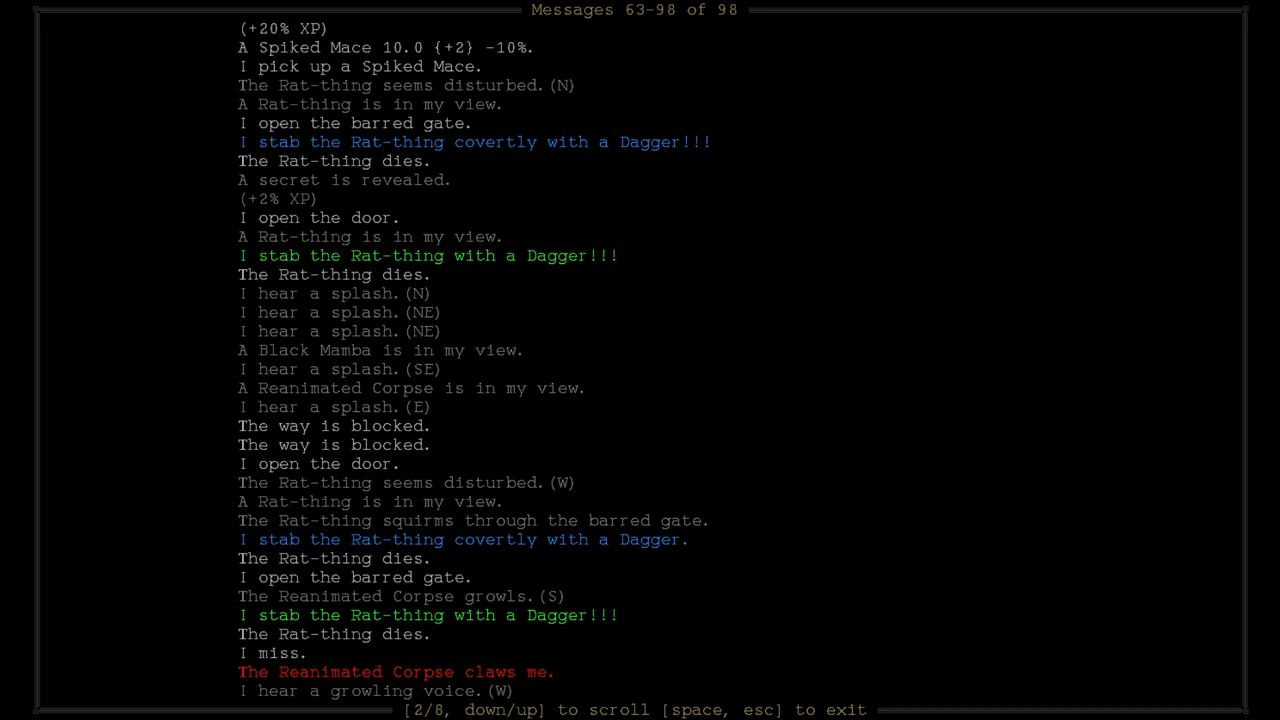 Messages 63-98 of 98
(+20% XP)
A Spiked Mace 10.0 {+2} -10%.
I pick up a Spiked Mace.
The Rat-thing seems disturbed.(N)
A Rat-thing is in my view.
I open the barred gate.
I stab the Rat-thing covertly with a Dagger!!!
The Rat-thing dies.
A secret is revealed.
(+2% XP)
I open the door.
A Rat-thing is in my view.
I stab the Rat-thing with a Dagger!!!
The Rat-thing dies.
I hear a splash.(N)
I hear a splash.(NE)
I hear a splash.(NE)
A Black Mamba is in my view.
I hear a splash.(SE)
A Reanimated Corpse is in my view.
I hear a splash.(E)
The way is blocked.
The way is blocked.
I open the door.
The Rat-thing seems disturbed.(W)
A Rat-thing is in my view.
The Rat-thing squirms through the barred gate.
I stab the Rat-thing covertly with a Dagger.
The Rat-thing dies.
I open the barred gate.
The Reanimated Corpse growls.(S)
I stab the Rat-thing with a Dagger!!!
The Rat-thing dies.
I miss.
The Reanimated Corpse claws me.
I hear a growling voice.(W)
[2/8, down/up] to scroll [space, esc] to exit